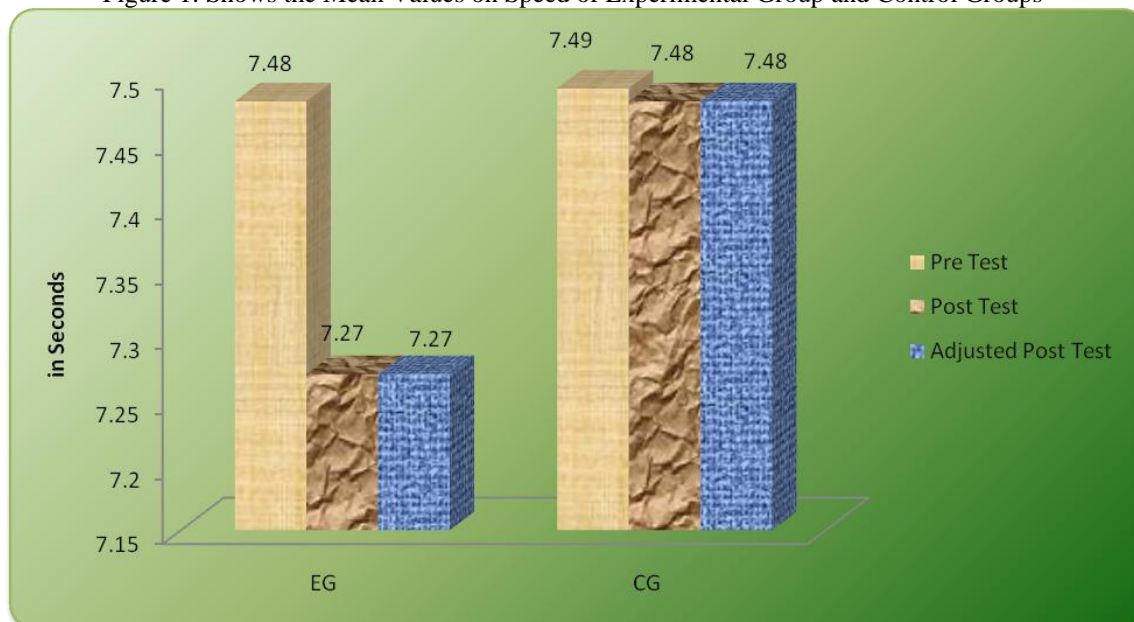 Figure 1: Shows the Mean Values on Speed of Experimental Group and Control Groups
7.48
7.49
7.48
7.48
7.5
7.45
7.4
7.35
7.3
7.25
7.2
7.15
in Seconds
7.27
7.27
Pre Test
Post Test
Adjusted Post Test
EG
CG